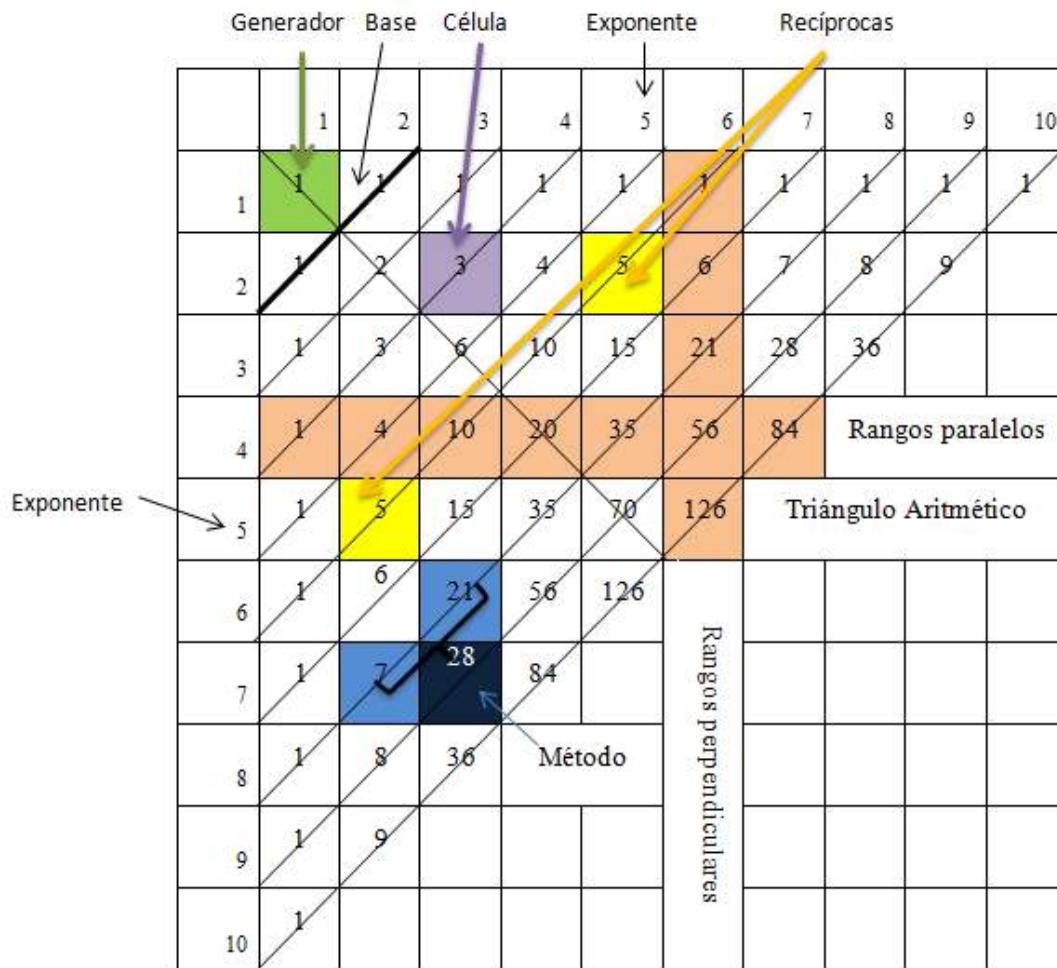 Generador Base Célula Exponente Recíprocas
1 2 3 4 5 6 7 8 9 10
1 1 1 1 1 1 1 1 1 1 1
2 1 2 3 4 5 6 7 8 9
3 1 3 6 10 15 21 28 36
4 1 4 10 20 35 56 84 Rangos paralelos
Exponente 5 1 5 15 35 70 126 Triángulo Aritmético
6 1 6 21 56 126
7 1 7 28 84
8 1 8 36 Método
9 1 9
10 1
Rangos perpendiculares